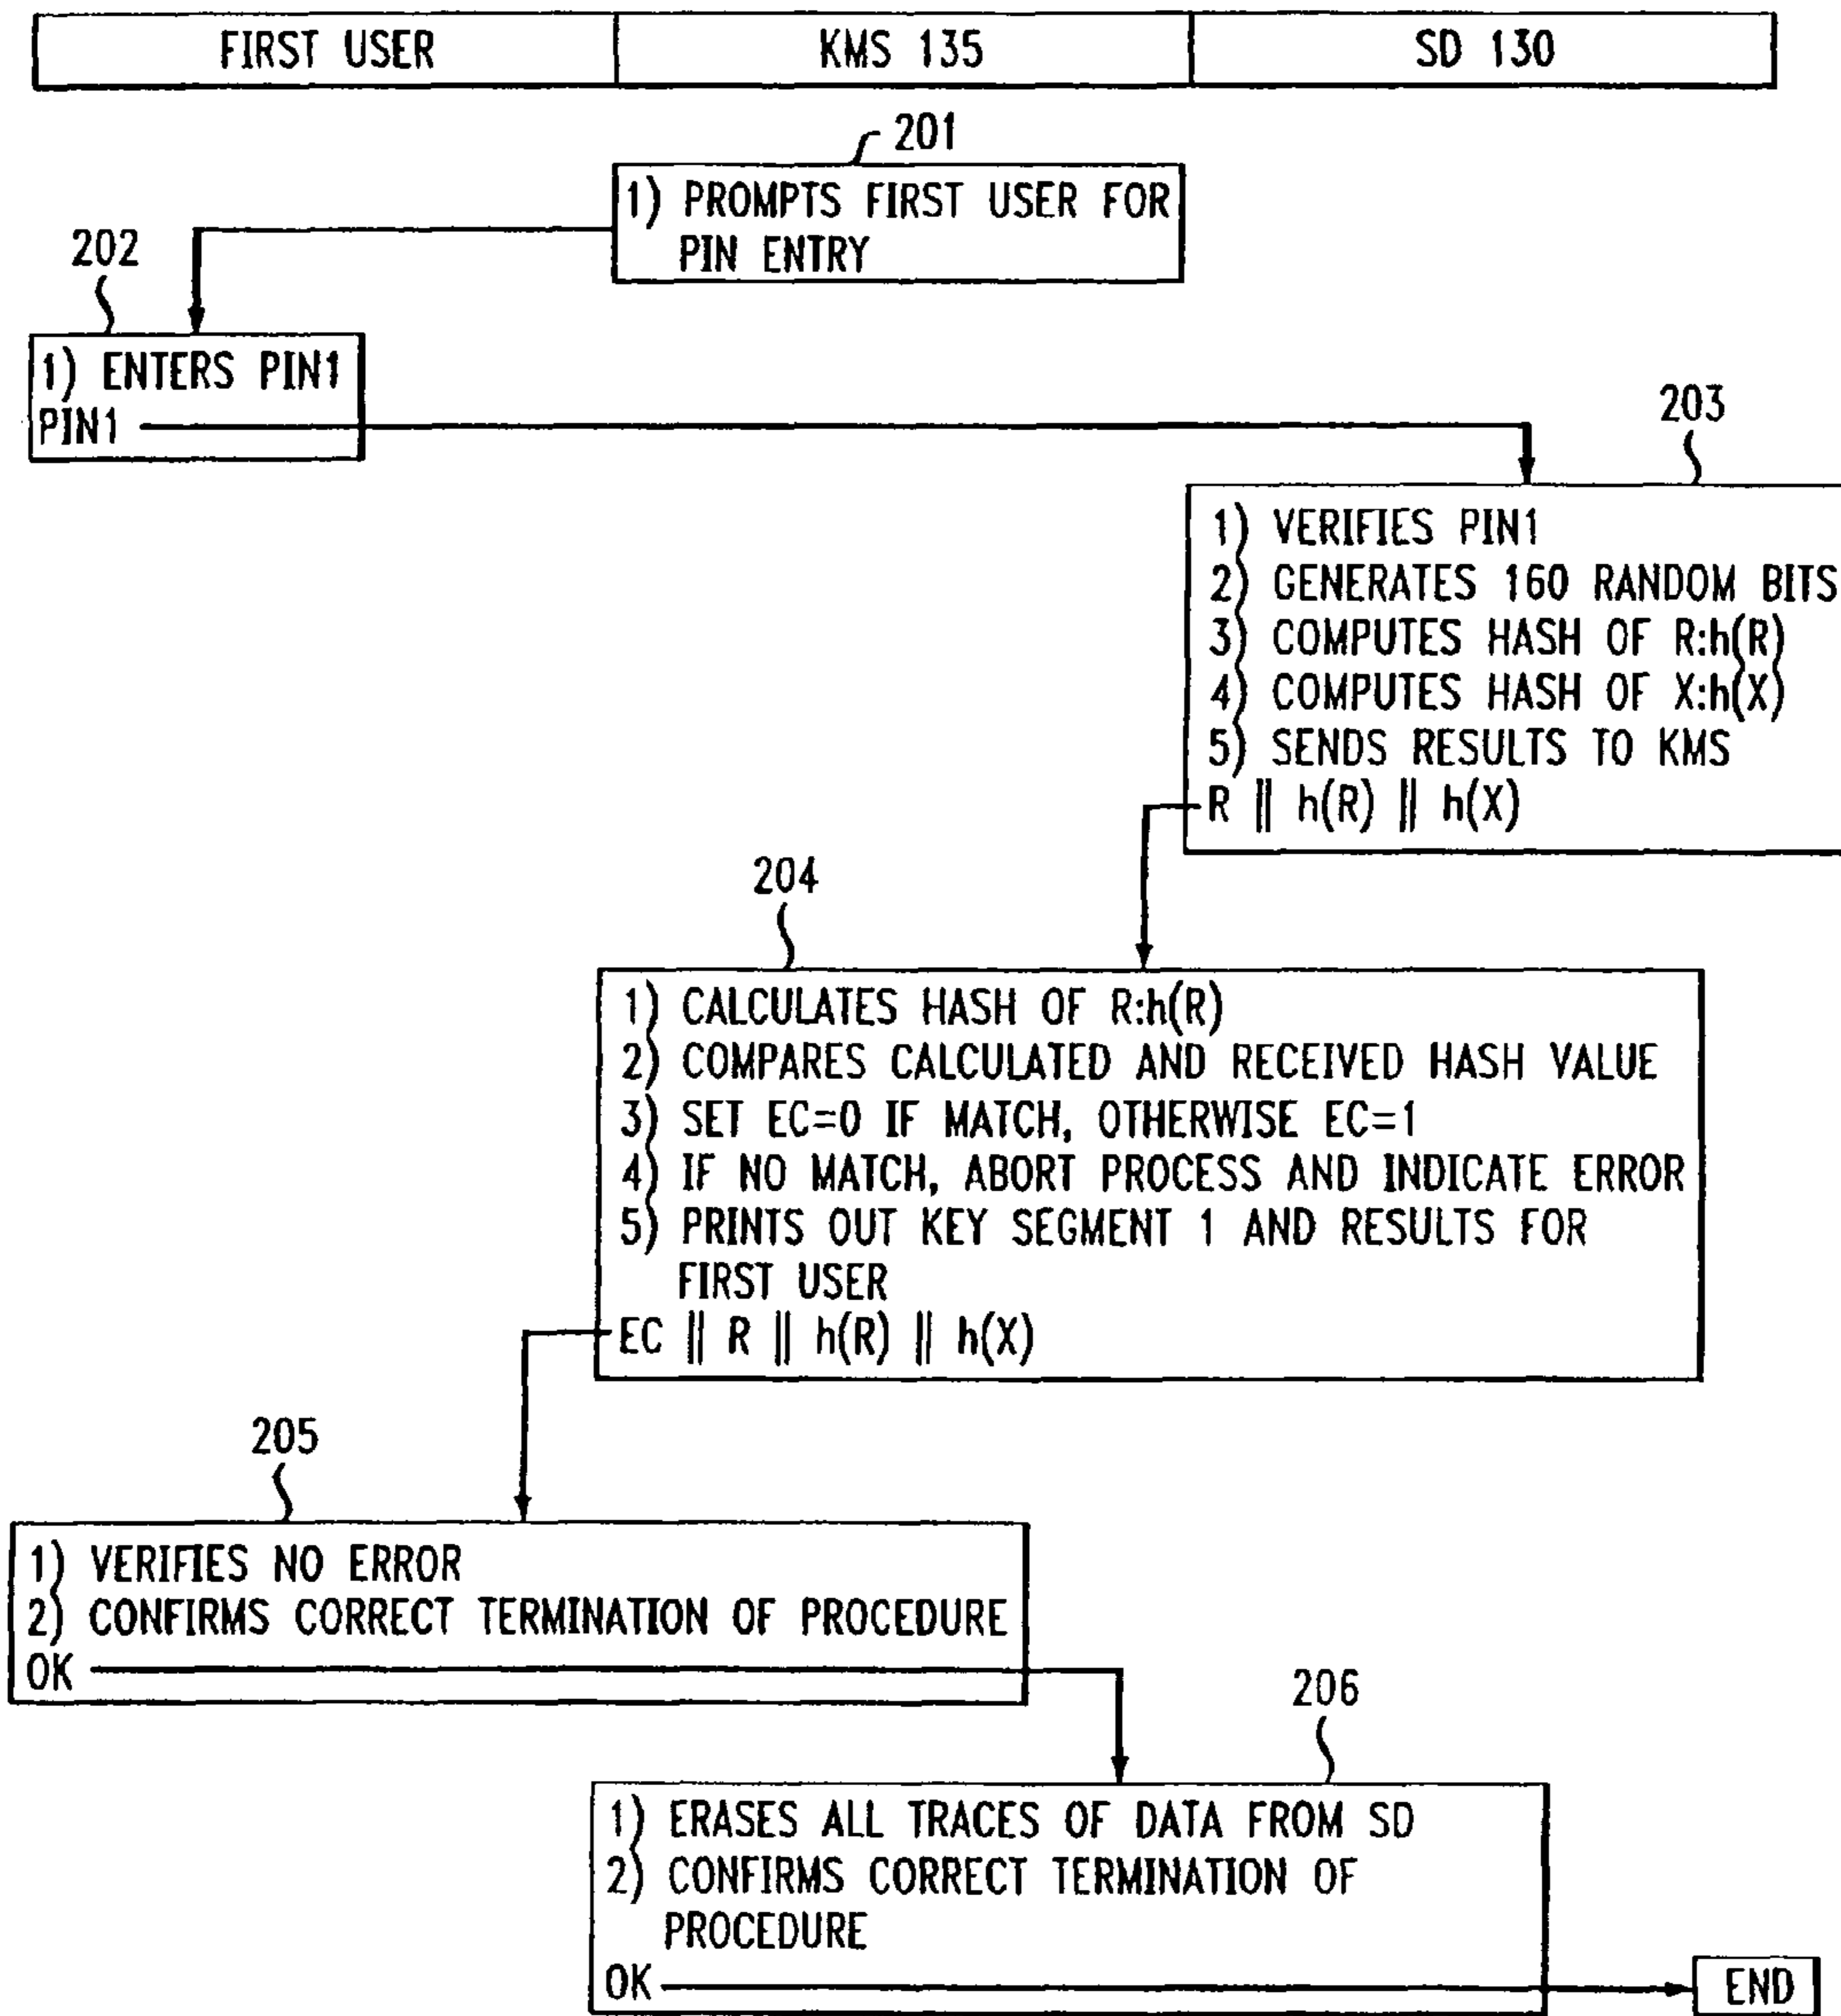 FIRST USER KMS 135 SD 130
201
1) PROMPTS FIRST USER FOR
PIN ENTRY
202
1) ENTERS PIN1
PIN1
203
1) VERIFIES PIN1
2) GENERATES 160 RANDOM BITS
3) COMPUTES HASH OF R:h(R)
4) COMPUTES HASH OF X:h(X)
5) SENDS RESULTS TO KMS
R || h(R) || h(X)
204
1) CALCULATES HASH OF R:h(R)
2) COMPARES CALCULATED AND RECEIVED HASH VALUE
3) SET EC=0 IF MATCH, OTHERWISE EC=1
4) IF NO MATCH, ABORT PROCESS AND INDICATE ERROR
5) PRINTS OUT KEY SEGMENT 1 AND RESULTS FOR
FIRST USER
EC || R || h(R) || h(X)
205
1) VERIFIES NO ERROR
2) CONFIRMS CORRECT TERMINATION OF PROCEDURE
OK
206
1) ERASES ALL TRACES OF DATA FROM SD
2) CONFIRMS CORRECT TERMINATION OF
PROCEDURE
OK
END